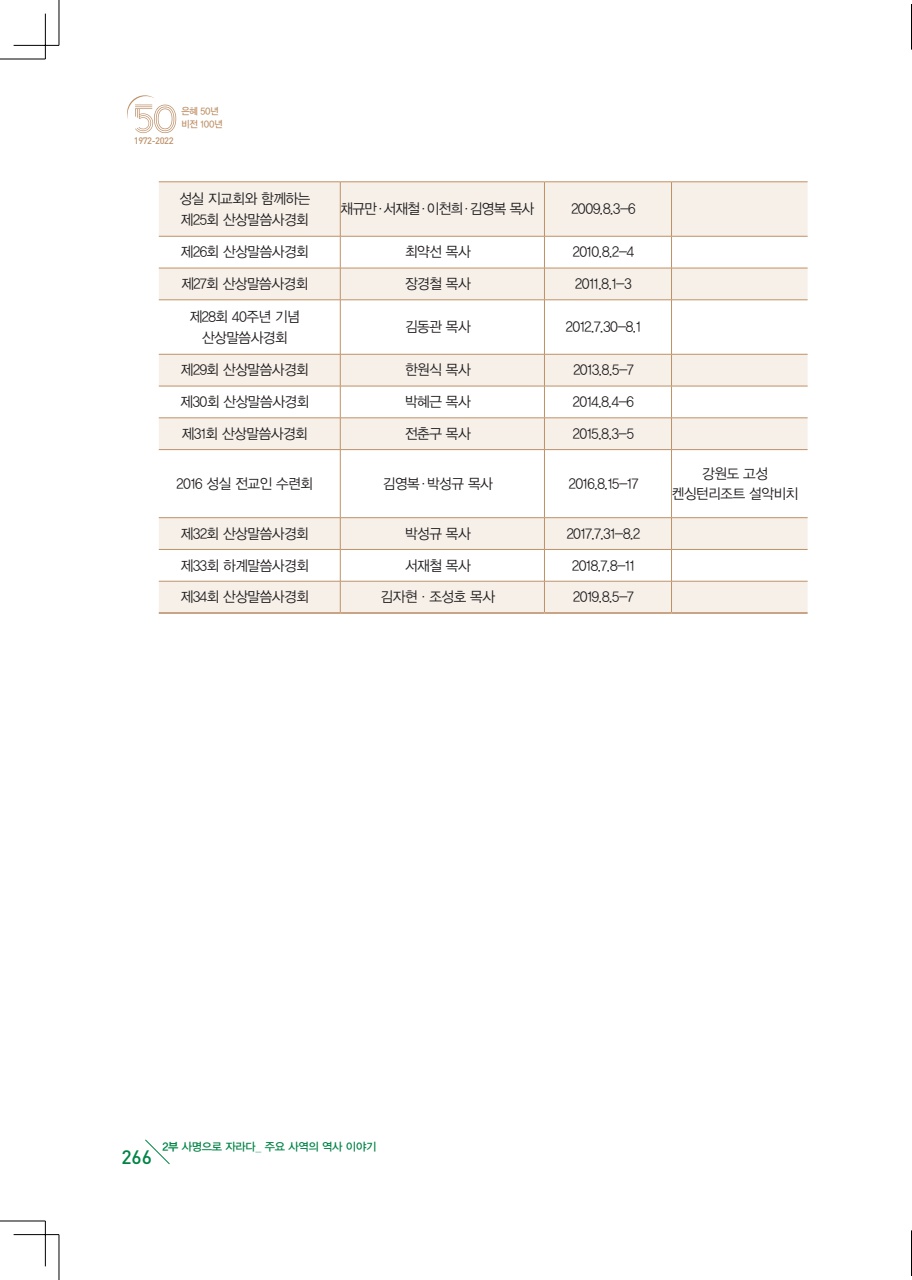 50
은혜 50년
비전 100년
1972-2022
성실 지교회와 함께하는
제25회 산상말씀사경회
채규만·서재철·이천희·김영복 목사
2009.8.3-6
제26회 산상말씀사경회
최약선 목사
2010.8.2-4
제27회 산상말씀사경회
장경철 목사
2011.8.1-3
제28회 40주년 기념
산상말씀사경회
김동관 목사
2012.7.30-8.1
제29회 산상말씀사경회
한원식 목사
2013.8.5-7
제30회 산상말씀사경회
박혜근 목사
2014.8.4-6
제31회 산상말씀사경회
전춘구 목사
2015.8.3-5
2016 성실 전교인 수련회
김영복·박성규 목사
2016.8.15-17
강원도 고성
켄싱턴리조트 설악비치
제32회 산상말씀사경회
박성규 목사
2017.7.31-8.2
제33회 하계말씀사경회
서재철 목사
2018.7.8-11
제34회 산상말씀사경회
김자현 · 조성호 목사
2019.8.5-7
266
2부 사명으로 자라다_ 주요 사역의 역사 이야기